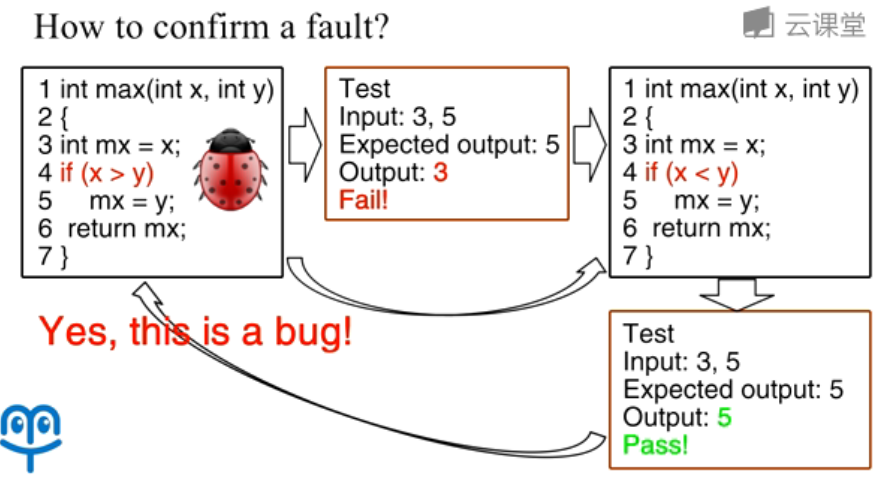 How to confirm a fault?
云课堂
1 int max(int x, int y)
2 {
3 int mx = x;
4 if (x > y)
5 mx = y;
6 return mx;
7 }
Test
Input: 3, 5
Expected output: 5
Output: 3
Fail!
1 int max(int x, int y)
2 {
3 int mx = x;
4 if (x < y)
5 mx = y;
6 return mx;
7 }
Yes, this is a bug!
Test
Input: 3, 5
Expected output: 5
Output: 5
Pass!